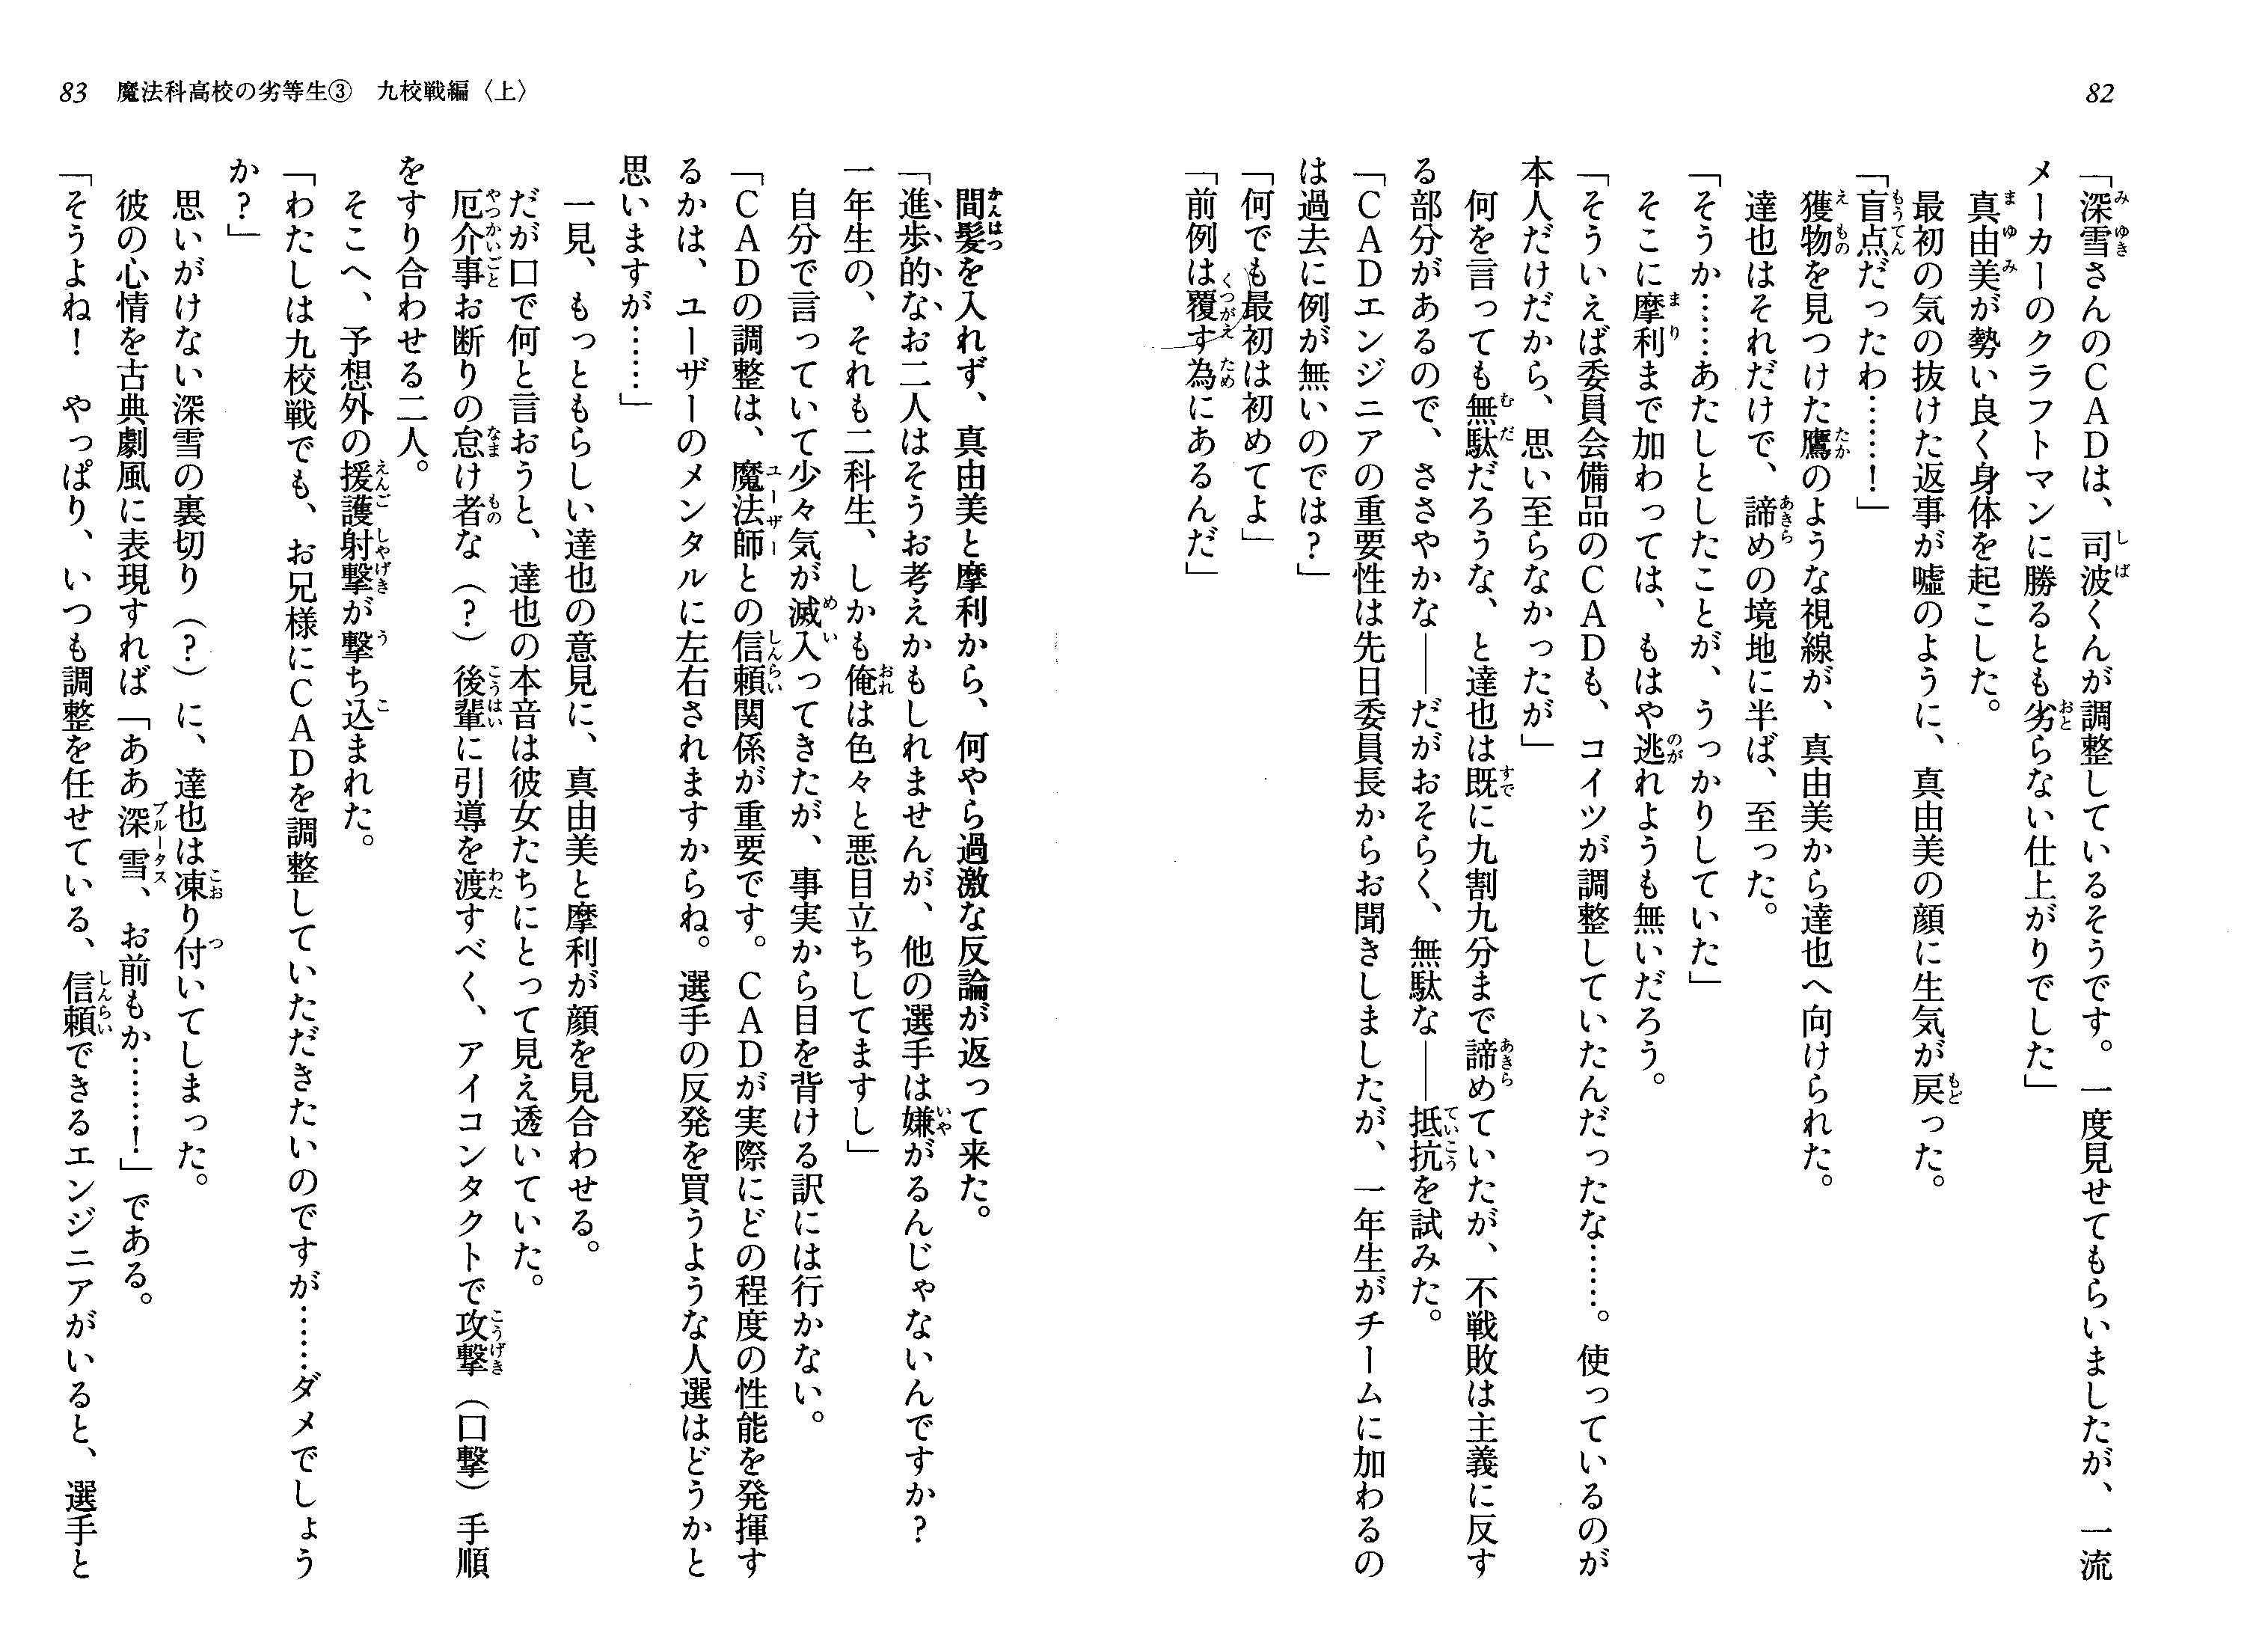 82
「深雪さんのCADは、司波くんが調整しているそうです。一度見せてもらいましたが、一流
メーカーのクラフトマンに勝るとも劣らない仕上がりでした」
真由美が勢い良く身体を起こした。
最初の気の抜けた返事が嘘のように、真由美の顔に生気が戻った。
「盲点だったわ……！」
獲物を見つけた鷹のような視線が、真由美から達也へ向けられた。
達也はそれだけで、諦めの境地に半ば、至った。
「そうか……あたしとしたことが、うっかりしていた」
そこに摩利まで加わっては、もはや逃れようも無いだろう。
「そういえば委員会備品のCADも、コイツが調整していたんだったな……。使っているのが
本人だけだから、思い至らなかったが」
何を言っても無駄だろうな、と達也は既に九割九分まで諦めていたが、不戦敗は主義に反す
る部分があるので、ささやかな――だがおそらく、無駄な――抵抗を試みた。
「CADエンジニアの重要性は先日委員長からお聞きしましたが、一年生がチームに加わるの
は過去に例が無いのでは？」
「何でも最初は初めてよ」
「前例は覆す為にあるんだ」
83　魔法科高校の劣等生③　九校戦編〈上〉
間髪を入れず、真由美と摩利から、何やら過激な反論が返って来た。
「進歩的なお二人はそうお考えかもしれませんが、他の選手は嫌がるんじゃないんですか？
一年生の、それも二科生、しかも俺は色々と悪目立ちしてますし」
自分で言っていて少々気が滅入ってきたが、事実から目を背ける訳には行かない。
「CADの調整は、魔法師との信頼関係が重要です。CADが実際にどの程度の性能を発揮す
るかは、ユーザーのメンタルに左右されますからね。選手の反発を買うような人選はどうかと
思いますが……」
一見、もっともらしい達也の意見に、真由美と摩利が顔を見合わせる。
だが口で何と言おうと、達也の本音は彼女たちにとって見え透いていた。
厄介事お断りの怠け者な（？）後輩に引導を渡すべく、アイコンタクトで攻撃（口撃）手順
をすり合わせる二人。
そこへ、予想外の援護射撃が撃ち込まれた。
「わたしは九校戦でも、お兄様にCADを調整していただきたいのですが……ダメでしょう
か？」
思いがけない深雪の裏切り（？）に、達也は凍り付いてしまった。
彼の心情を古典劇風に表現すれば「ああ深雪、お前もか……！」である。
「そうよね！　やっぱり、いつも調整を任せている、信頼できるエンジニアがいると、選手と